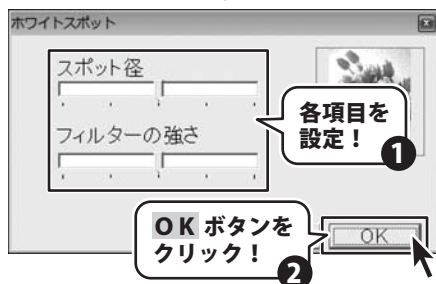 ホワイトスポット
スポット径
フィルターの強さ
各項目を
設定！
1
OK ボタンを
クリック！
2
OK